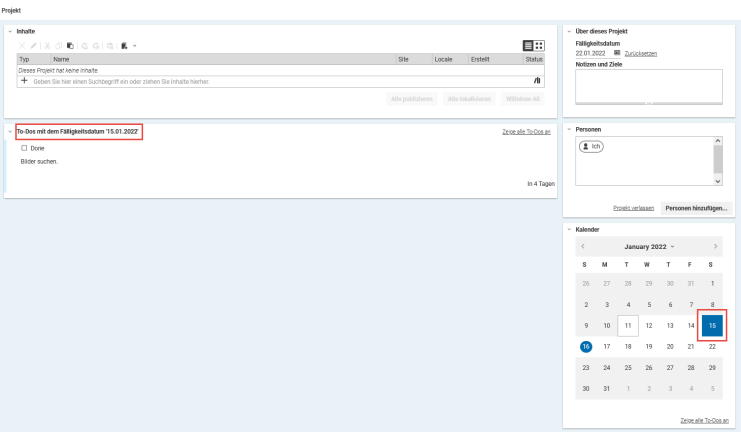 Projekt
Inhalte
Typ Name Site Locale Erstellt Status
Dieses Projekt hat keine Inhalte.
Geben Sie hier einen Suchbegriff ein oder ziehen Sie Inhalte hierher.
Alle publizieren Alle lokalisieren Withdraw All
To-Dos mit dem Fälligkeitsdatum '15.01.2022' Zeige alle To-Dos an
Done
Bilder suchen.
In 4 Tagen
Über dieses Projekt
Fälligkeitsdatum
22.01.2022 Zurücksetzen
Notizen und Ziele
Personen
Ich
Projekt verlassen Personen hinzufügen...
Kalender
January 2022
S M T W T F S
26 27 28 29 30 31 1
2 3 4 5 6 7 8
9 10 11 12 13 14 15
16 17 18 19 20 21 22
23 24 25 26 27 28 29
30 31 1 2 3 4 5
Zeige alle To-Dos an